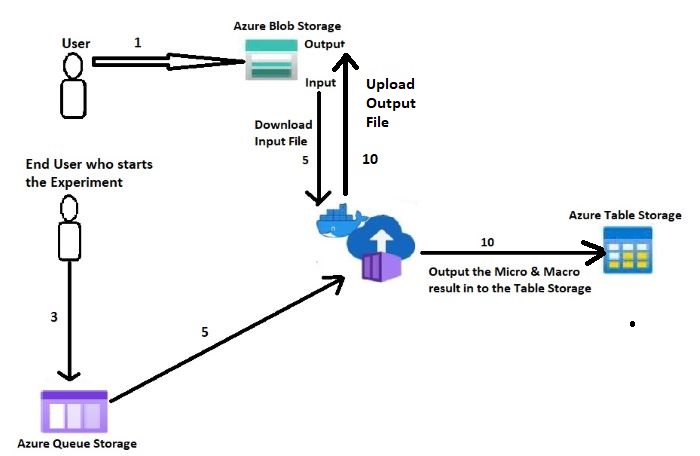 Azure Blob Storage
User
1
Output
Input
Upload
Output
File
Download
Input File
5
10
End User who starts
the Experiment
Azure Table Storage
10
Output the Micro & Macro
result in to the Table Storage
3
5
Azure Queue Storage